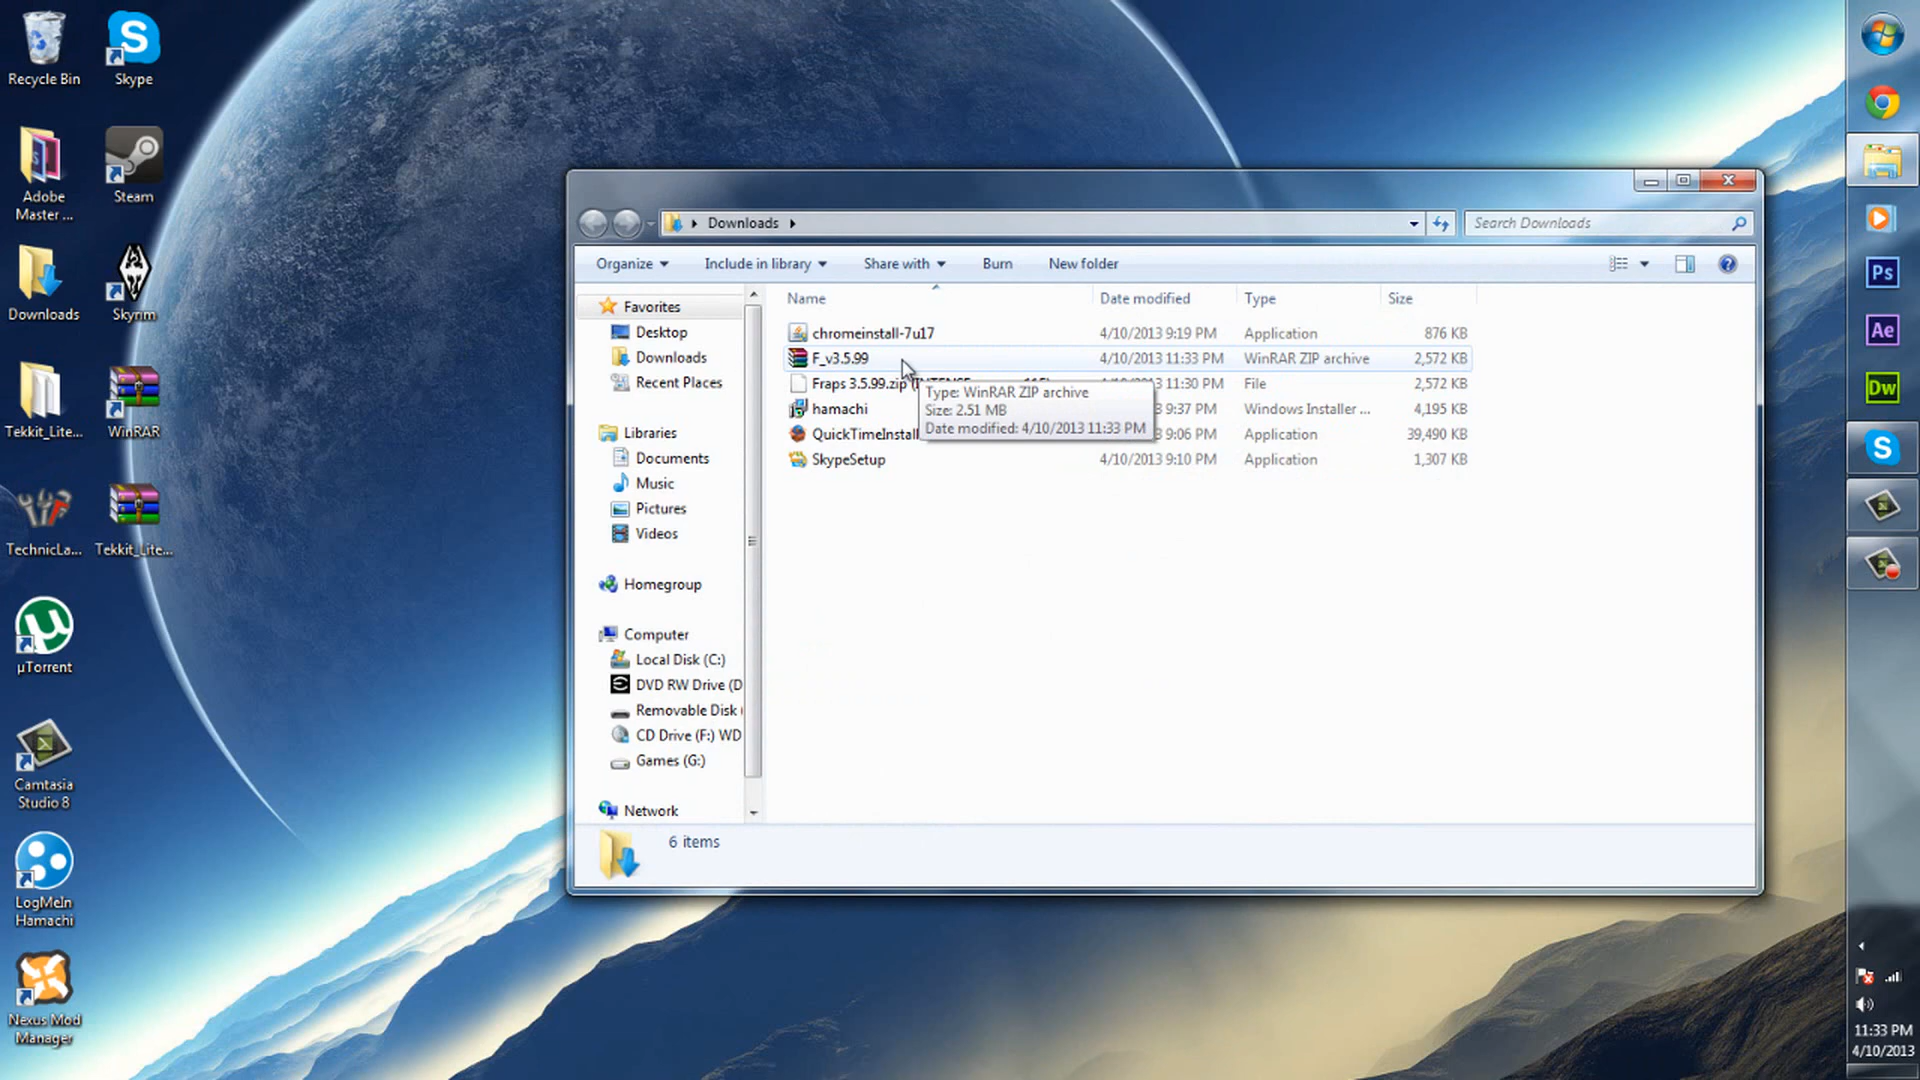 Recycle Bin
Skype
Adobe
Master ...
Steam
Downloads
Skyrim
Tekkit_Lite...
WinRAR
TechnicLa...
Tekkit_Lite...
µTorrent
Camtasia
Studio 8
LogMeIn
Hamachi
Nexus Mod
Manager
Downloads
Search Downloads
Organize
Include in library
Share with
Burn
New folder
Name
Date modified
Type
Size
Favorites
Desktop
Downloads
Recent Places
Libraries
Documents
Music
Pictures
Videos
Homegroup
Computer
Local Disk (C:)
DVD RW Drive (D
Removable Disk (
CD Drive (F:) WD
Games (G:)
Network
chromeinstall-7u17 4/10/2013 9:19 PM Application 876 KB
F_v3.5.99 4/10/2013 11:33 PM WinRAR ZIP archive 2,572 KB
Fraps 3.5.99.zip 4/10/2013 11:30 PM File 2,572 KB
hamachi 9:37 PM Windows Installer ... 4,195 KB
QuickTimeInstall 9:06 PM Application 39,490 KB
SkypeSetup 4/10/2013 9:10 PM Application 1,307 KB
Type: WinRAR ZIP archive
Size: 2.51 MB
Date modified: 4/10/2013 11:33 PM
6 items
Ps
Ae
Dw
11:33 PM
4/10/2013